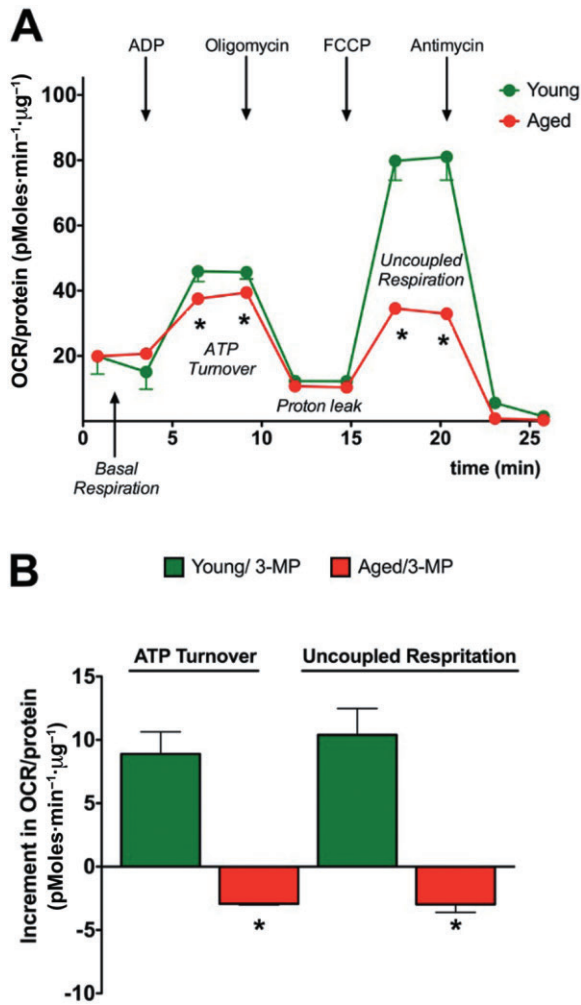 A
ADP Oligomycin FCCP Antimycin
Young
Aged
OCR/protein (pMoles·min⁻¹·µg⁻¹)
100
80
60
40
20
Uncoupled
Respiration
* * * *
ATP
Turnover
Proton leak
0 5 10 15 20 25
Basal
Respiration
time (min)
B
Young/ 3-MP Aged/3-MP
ATP Turnover Uncoupled Respritation
Increment in OCR/protein
(pMoles·min⁻¹·µg⁻¹)
15
10
5
0
-5
-10
* *